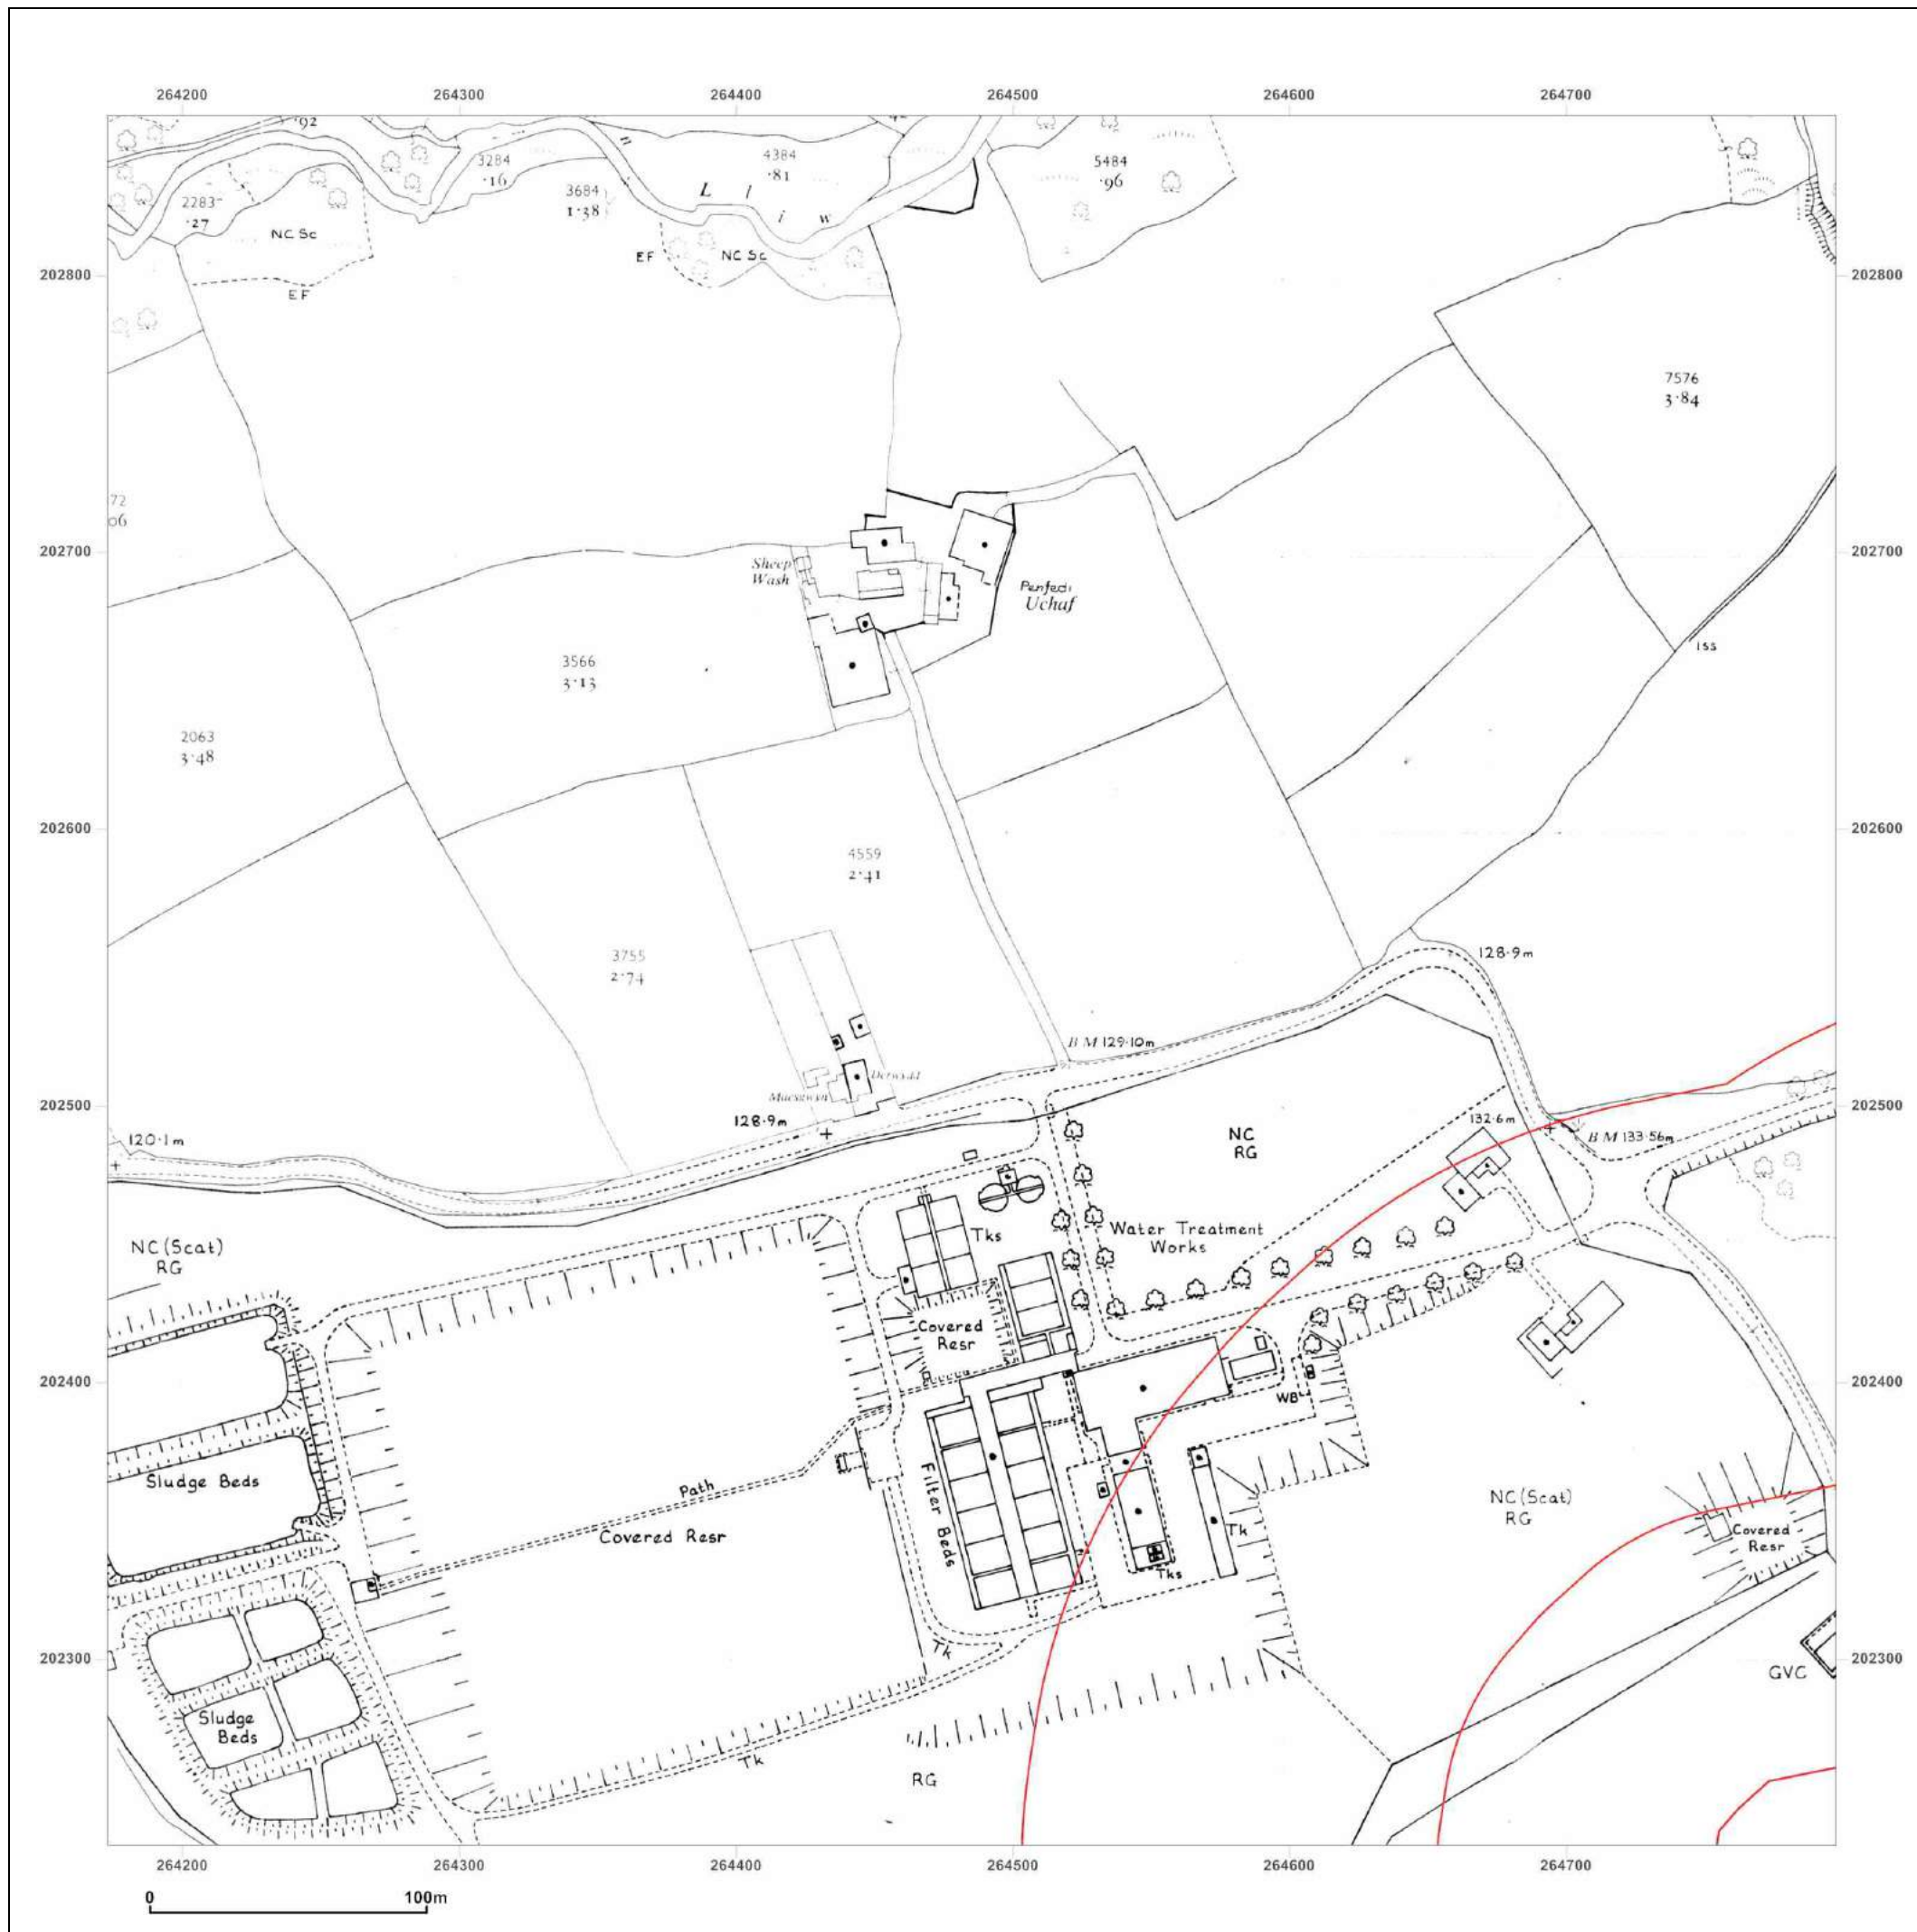 264200 264300 264400 264500 264600 264700
.92
n
3284
.16
4384
.81
5484
.96
2283
.27
3684
1.38
L l i w
NC Sc
EF
NC Sc
EF
202800
202800
7576
3.84
72
06
202700
202700
Sheep
Wash
Uchaf
ISS
3566
3.13
2063
3.48
202600
202600
4559
2.41
3755
2.74
128.9m
B M 129.10m
Derwydd
128.9m
202500
202500
120.1m
NC
RG
132.6m
B M 133.56m
NC (Scat)
RG
Tks
Water Treatment
Works
Covered
Resr
202400
202400
WB
Sludge Beds
Path
Covered Resr
Filter Beds
Tk
Tks
NC (Scat)
RG
Covered
Resr
202300
202300
Tk
GVC
Sludge
Beds
Tk
RG
264200 264300 264400 264500 264600 264700
0 100m